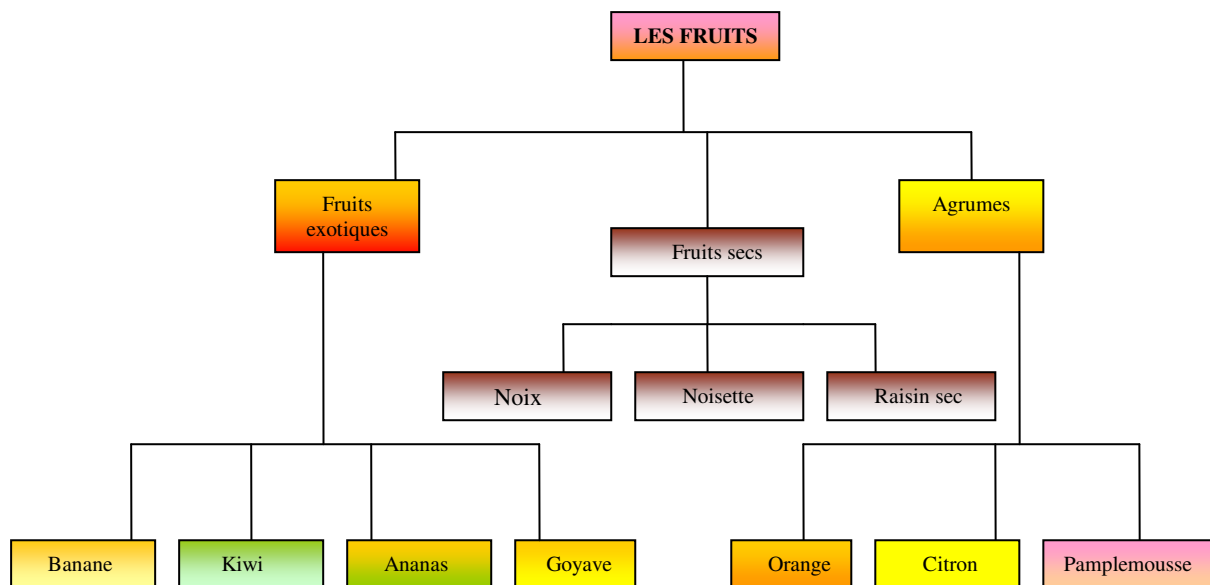 LES FRUITS
Fruits
exotiques
Agrumes
Fruits secs
Noix
Noisette
Raisin sec
Banane
Kiwi
Ananas
Goyave
Orange
Citron
Pamplemousse